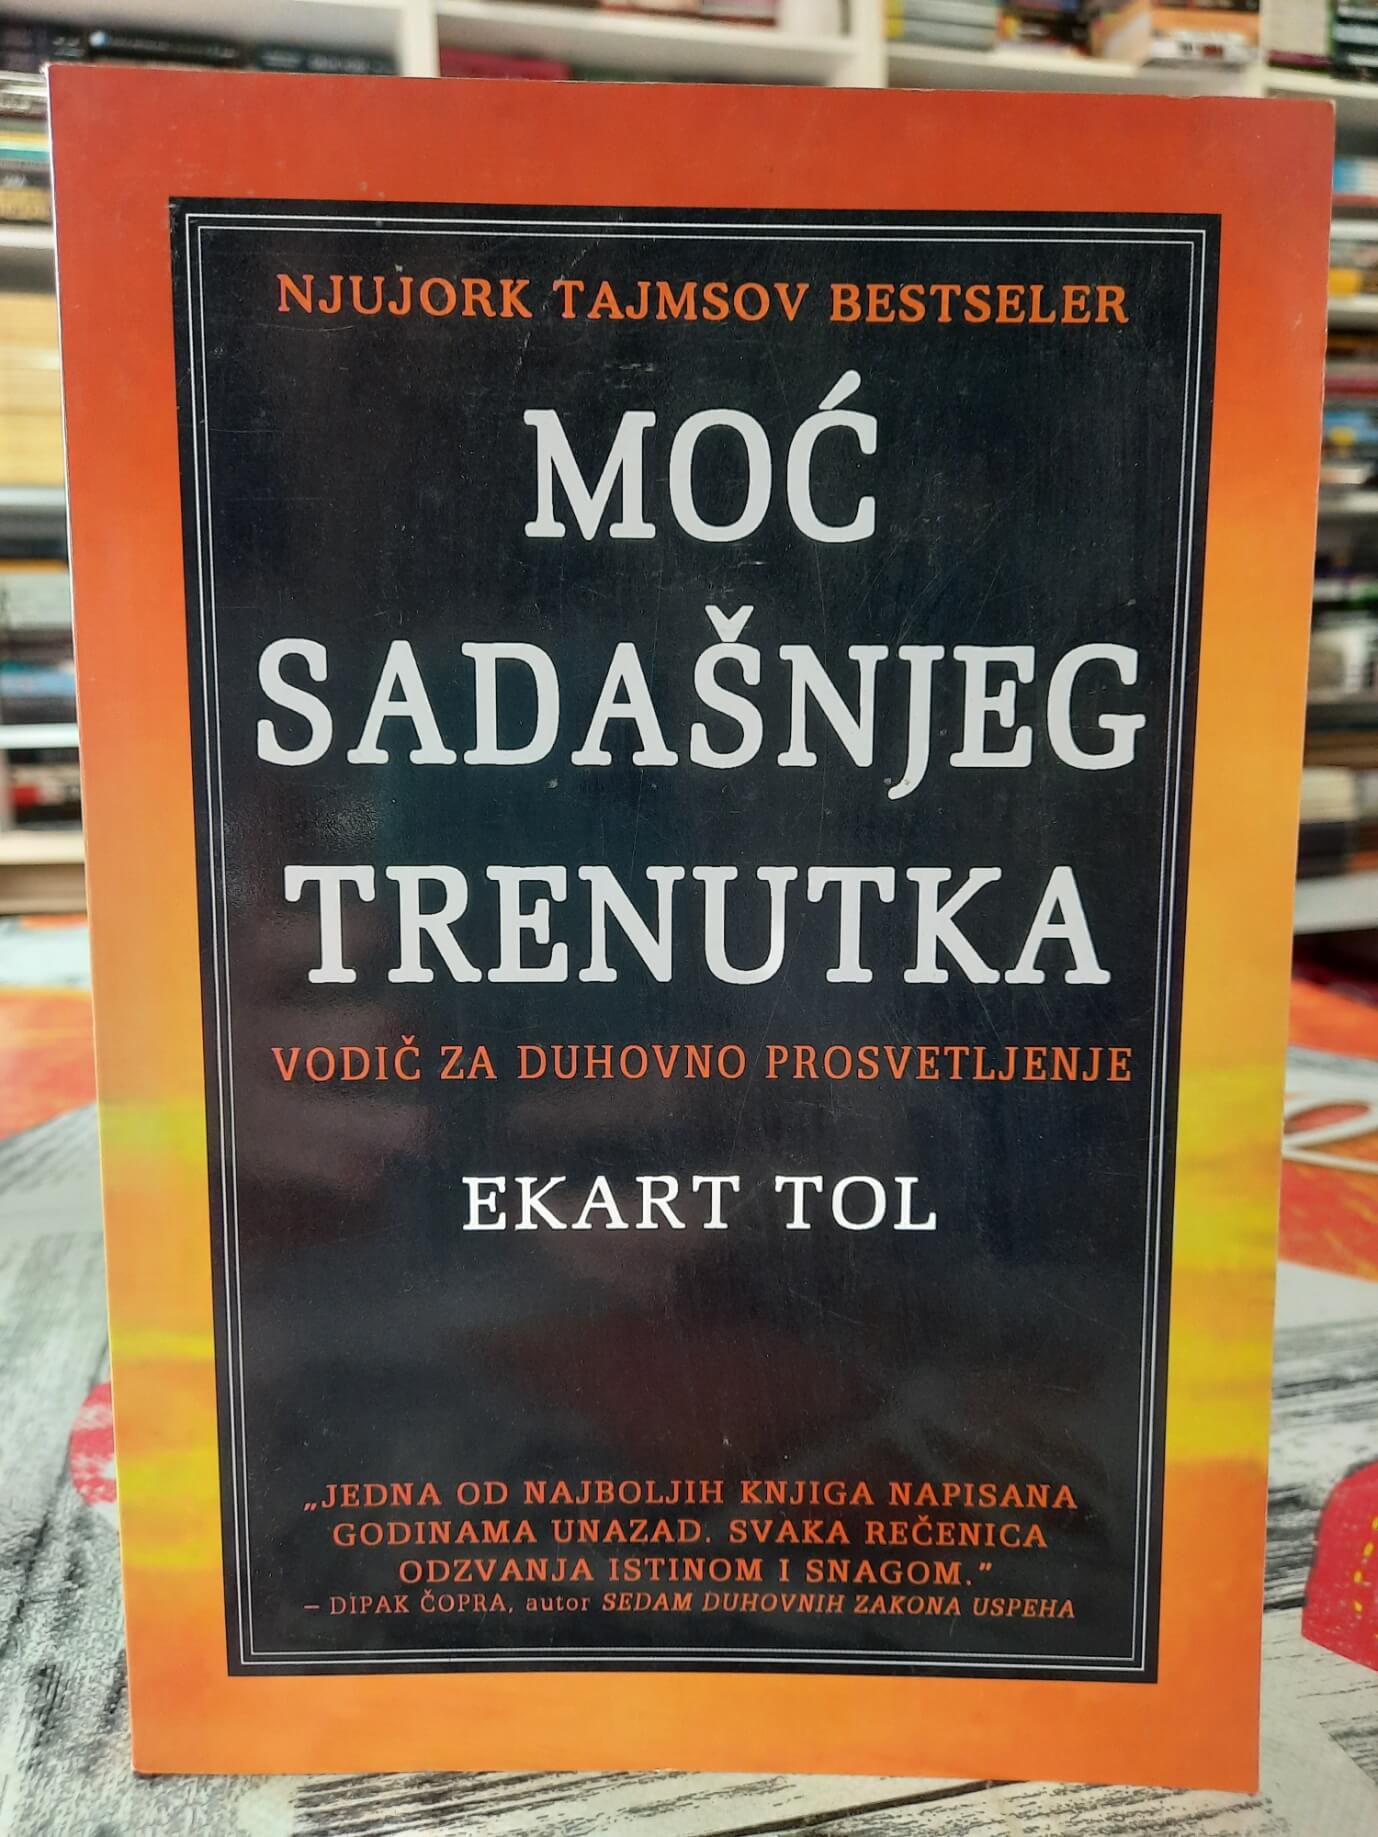 NJUJORK TAJMSOV BESTSELER
MOĆ
SADAŠNJEG
TRENUTKA
VODIČ ZA DUHOVNO PROSVETLJENJE
EKART TOL
„JEDNA OD NAJBOLJIH KNJIGA NAPISANA
GODINAMA UNAZAD. SVAKA REČENICA
ODZVANJA ISTINOM I SNAGOM.”
– DIPAK ČOPRA, autor SEDAM DUHOVNIH ZAKONA USPEHA